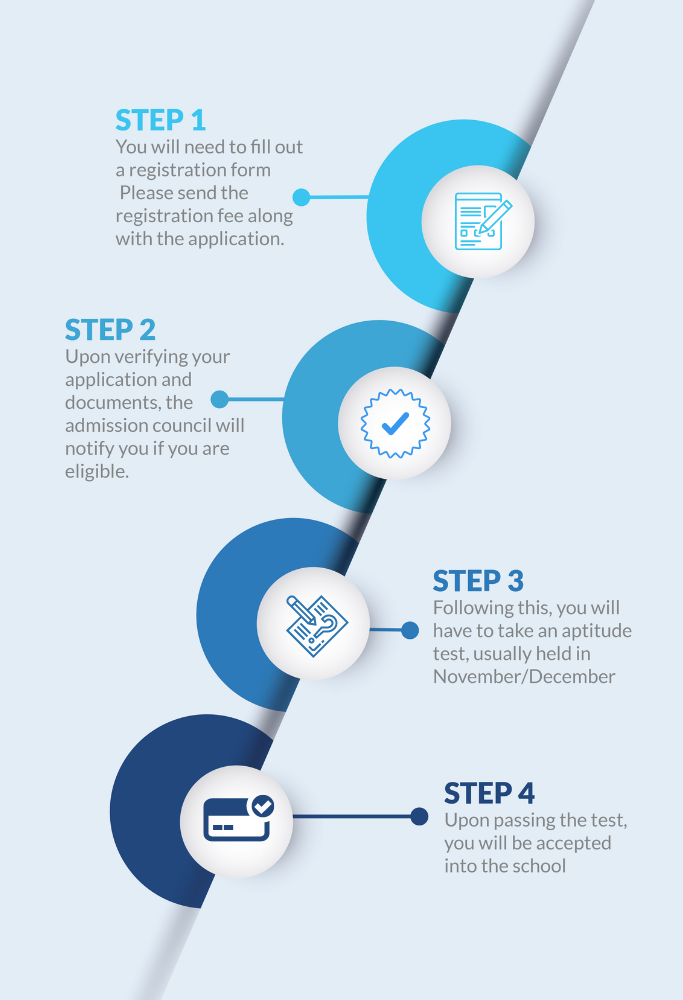 STEP 1
You will need to fill out
a registration form
Please send the
registration fee along
with the application.
STEP 2
Upon verifying your
application and
documents, the
admission council will
notify you if you are
eligible.
STEP 3
Following this, you will
have to take an aptitude
test, usually held in
November/December
STEP 4
Upon passing the test,
you will be accepted
into the school